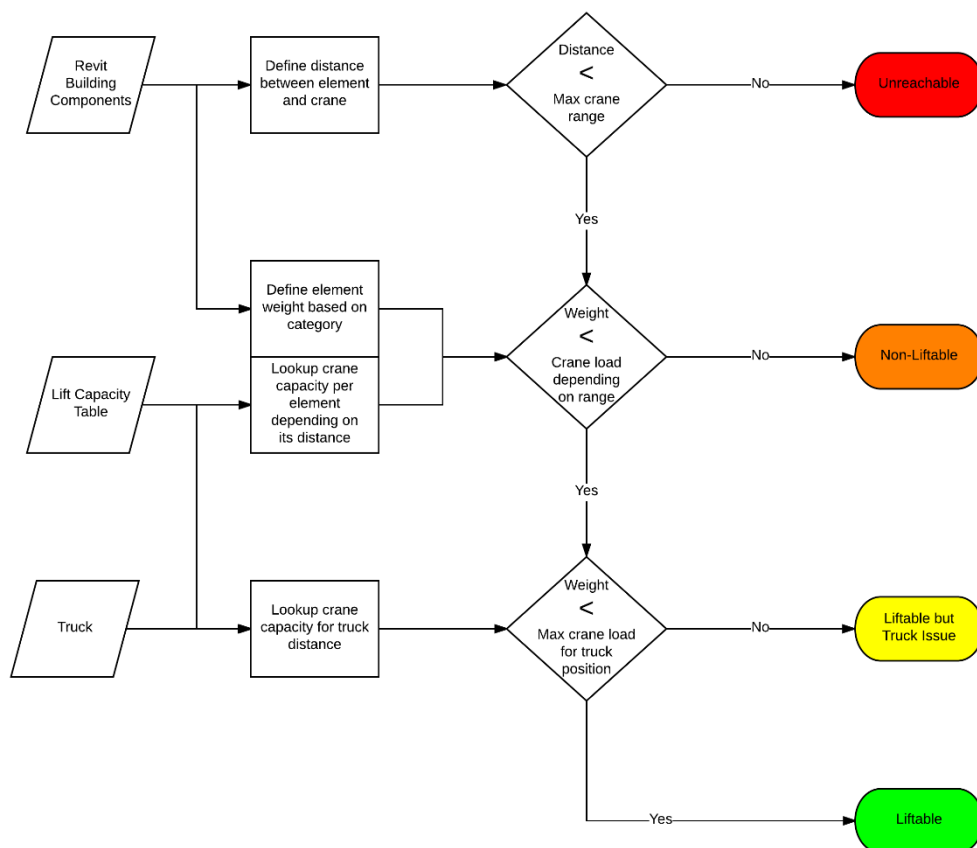 Revit
Building
Components
Define distance
between element
and crane
Distance
<
Max crane
range
No
Unreachable
Yes
Define element
weight based on
category
Lift Capacity
Table
Lookup crane
capacity per
element
depending on
its distance
Weight
<
Crane load
depending
on range
No
Non-Liftable
Yes
Truck
Lookup crane
capacity for truck
distance
Weight
<
Max crane load
for truck
position
No
Liftable but
Truck Issue
Yes
Liftable